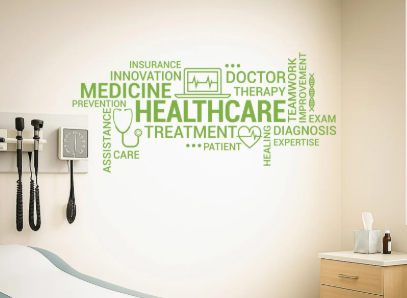 INSURANCE
INNOVATION
DOCTOR
MEDICINE
THERAPY
PREVENTION
HEALTHCARE
TEAMWORK
IMPROVEMENT
EXAM
ASSISTANCE
TREATMENT
DIAGNOSIS
CARE
PATIENT
HEALING
EXPERTISE